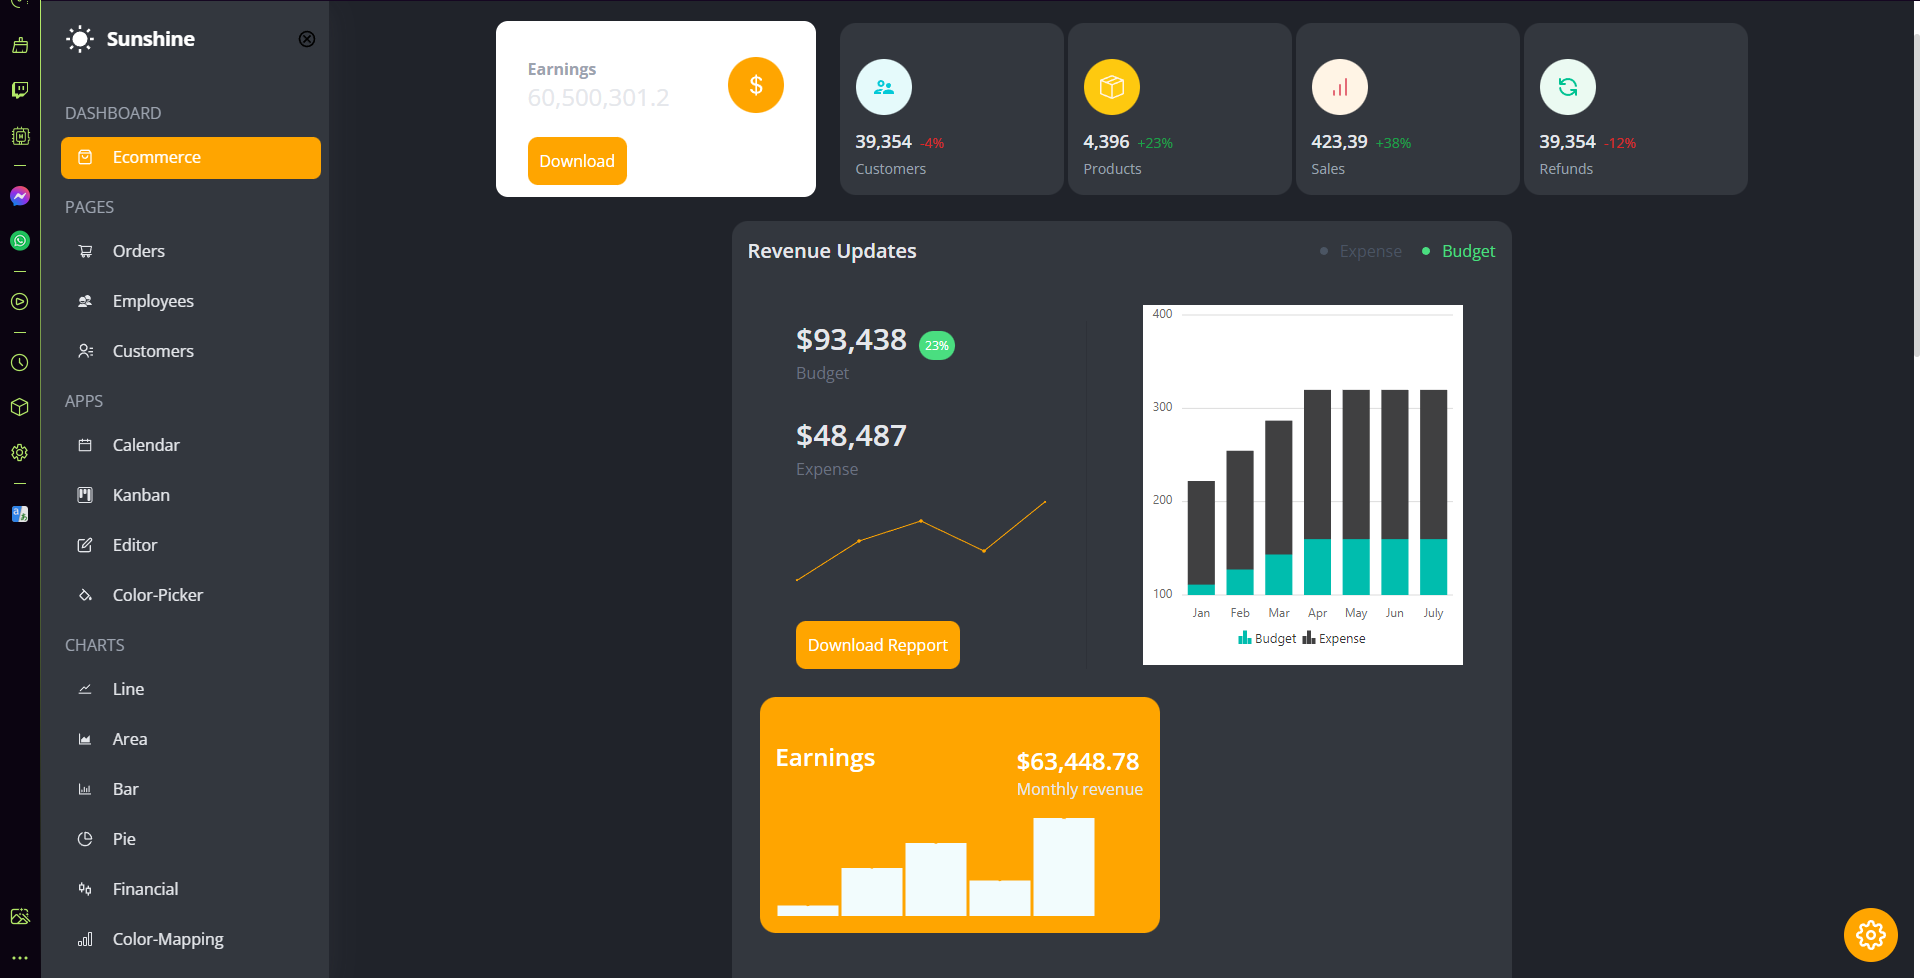 Sunshine
DASHBOARD
Ecommerce
PAGES
Orders
Employees
Customers
APPS
Calendar
Kanban
Editor
Color-Picker
CHARTS
Line
Area
Bar
Pie
Financial
Color-Mapping
Earnings
60,500,301.2
$
Download
39,354 -4%
Customers
4,396 +23%
Products
423,39 +38%
Sales
39,354 -12%
Refunds
Revenue Updates
Expense
Budget
$93,438 23%
Budget
$48,487
Expense
Download Repport
400
300
200
100
Jan Feb Mar Apr May Jun July
Budget Expense
Earnings
$63,448.78
Monthly revenue